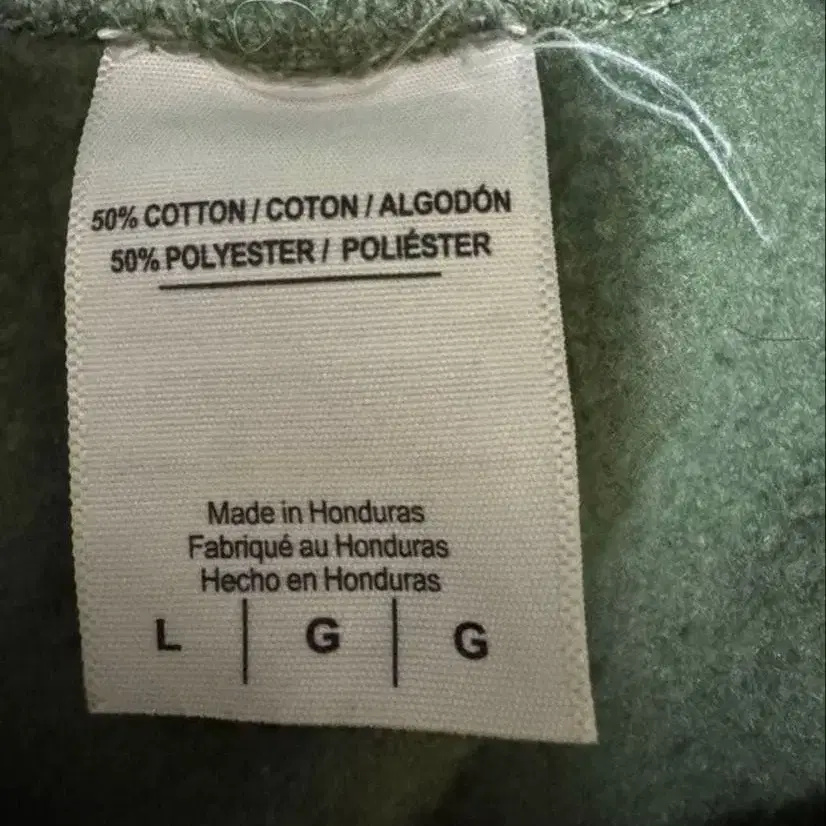 50% COTTON / COTON / ALGODÓN
50% POLYESTER / POLIÉSTER
Made in Honduras
Fabriqué au Honduras
Hecho en Honduras
L | G | G